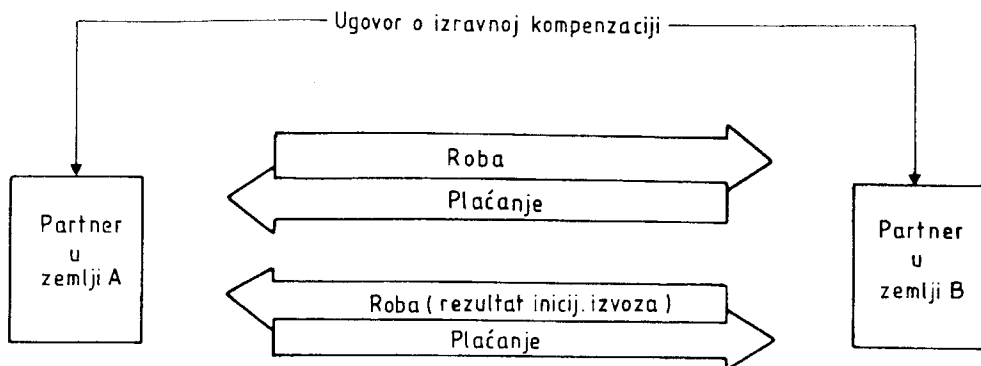 Ugovor o izravnoj kompenzaciji
Roba
Plaćanje
Partner
u
zemlji A
Partner
u
zemlji B
Roba ( rezultat inicij. izvoza )
Plaćanje